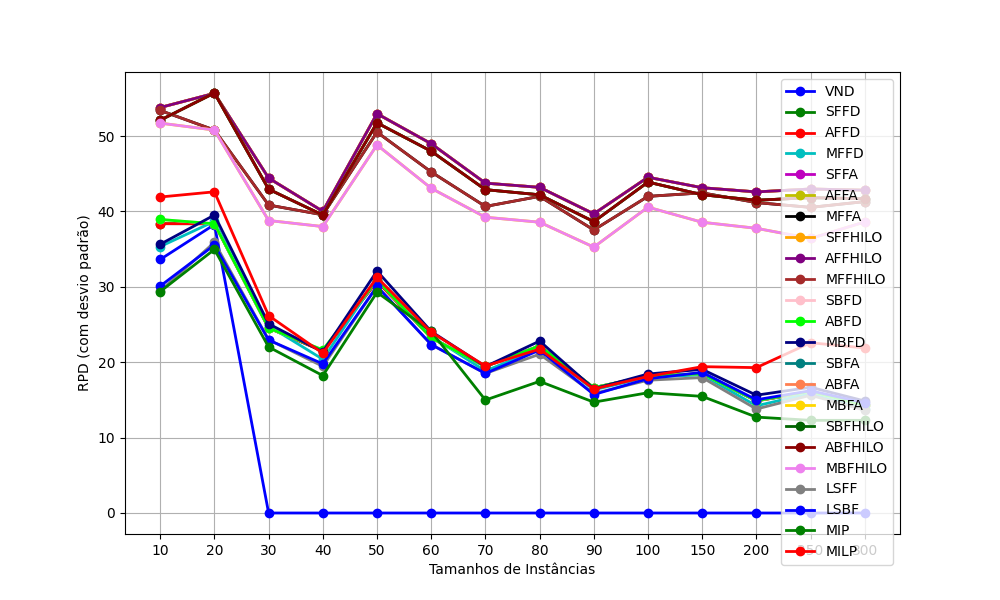 RPD (com desvio padrão)
50
40
30
20
10
0
10 20 30 40 50 60 70 80 90 100 150 200 250 300
Tamanhos de Instâncias
VND
SFFD
AFFD
MFFD
SFFA
AFFA
MFFA
SFFHILO
AFFHILO
MFFHILO
SBFD
ABFD
MBFD
SBFA
ABFA
MBFA
SBFHILO
ABFHILO
MBFHILO
LSFF
LSBF
MIP
MILP